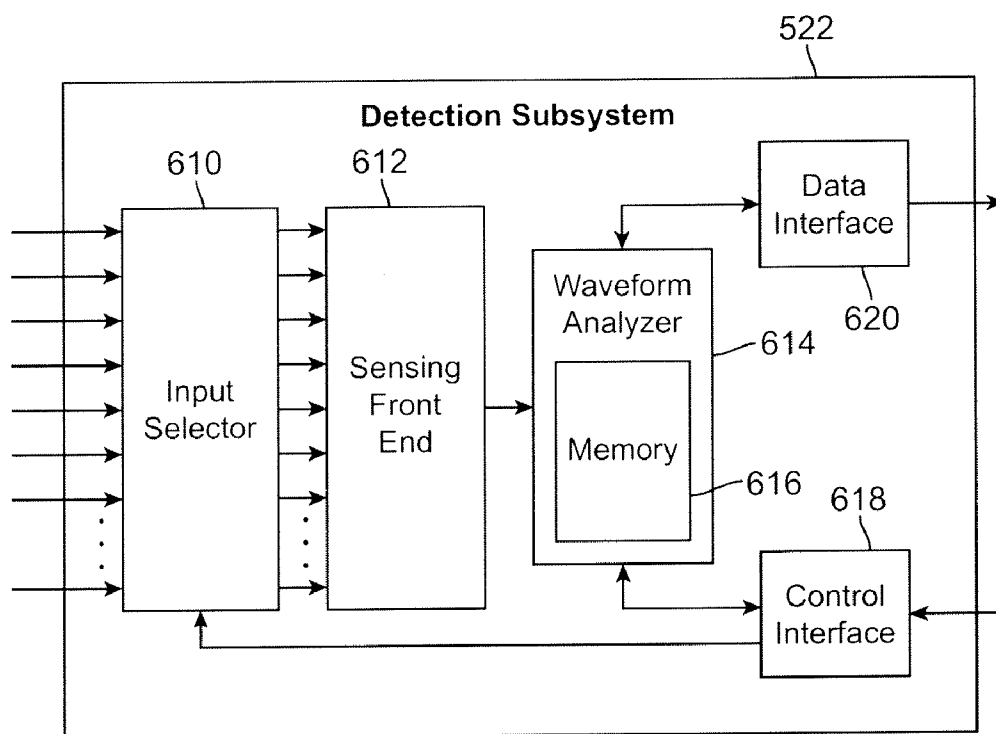 522
Detection Subsystem
610
612
Data
Interface
620
Waveform
Analyzer
614
Input
Selector
Sensing
Front
End
Memory
616
618
Control
Interface